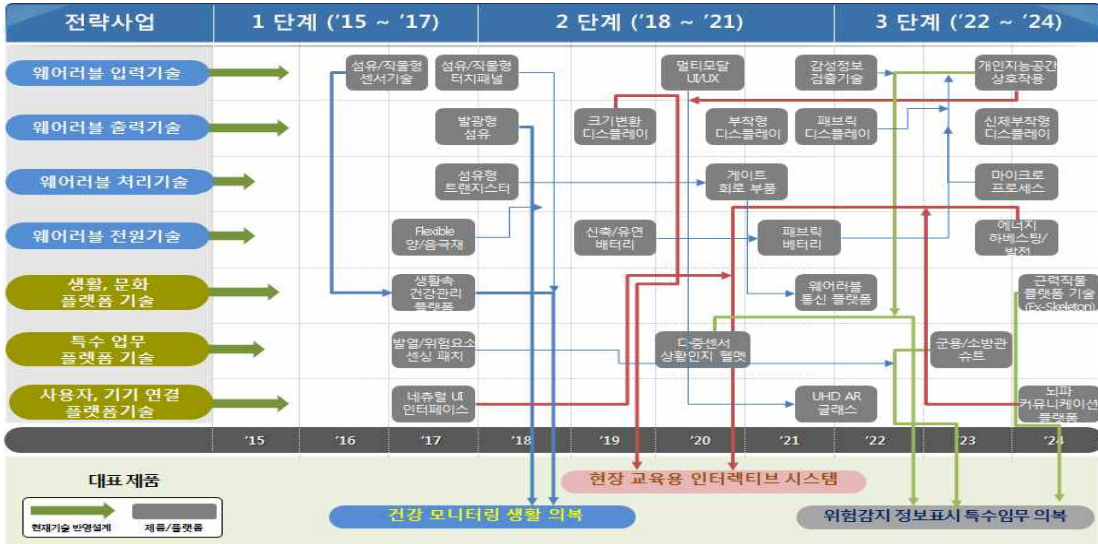 전략사업
1 단계 ('15 ~ '17)
2 단계 ('18 ~ '21)
3 단계 ('22 ~ '24)
웨어러블 입력기술
섬유/직물형
센서기술
섬유/직물형
터치패널
멀티모달
UI/UX
감성정보
검출기술
개인지능공간
상호작용
웨어러블 출력기술
발광형
섬유
크기변환
디스플레이
부착형
디스플레이
패브릭
디스플레이
신체부착형
디스플레이
웨어러블 처리기술
섬유형
트랜지스터
게이트
회로 부품
마이크로
프로세스
웨어러블 전원기술
Flexible
양/음극재
신축/유연
배터리
패브릭
베터리
에너지
하베스팅/
발전
생활, 문화
플랫폼 기술
생활속
건강관리
플랫폼
웨어러블
통신 플랫폼
근력직물
플랫폼 기술
(Ex-Skeleton)
특수 업무
플랫폼 기술
발열/위험요소
센싱 패치
다중센서
상황인지 헬멧
군용/소방관
슈트
사용자, 기기 연결
플랫폼기술
네츄럴 UI
인터페이스
UHD AR
글래스
뇌파
커뮤니케이션
플랫폼
'15
'16
'17
'18
'19
'20
'21
'22
'23
'24
대표 제품
현재기술 반영설계
제품/플랫폼
현장 교육용 인터렉티브 시스템
건강 모니터링 생활 의복
위험감지 정보표시 특수임무 의복